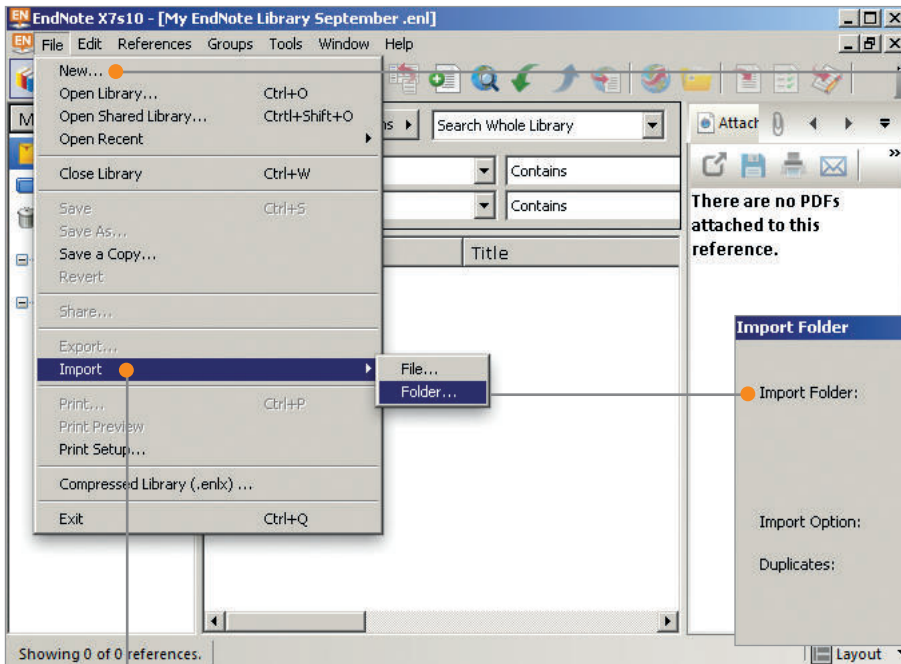 EndNote X7s10 - [My EndNote Library September .enl]
File Edit References Groups Tools Window Help
New...
Open Library... Ctrl+O
Open Shared Library... Ctrtl+Shift+O
Open Recent
Close Library Ctrl+W
Save Ctrl+S
Save As...
Save a Copy...
Revert
Share...
Export...
Import
File...
Folder...
Print... Ctrl+P
Print Preview
Print Setup...
Compressed Library (.enlx) ...
Exit Ctrl+Q
Search Whole Library
Contains
Contains
Title
Attach
There are no PDFs
attached to this
reference.
Import Folder
Import Folder:
Import Option:
Duplicates:
Showing 0 of 0 references.
Layout